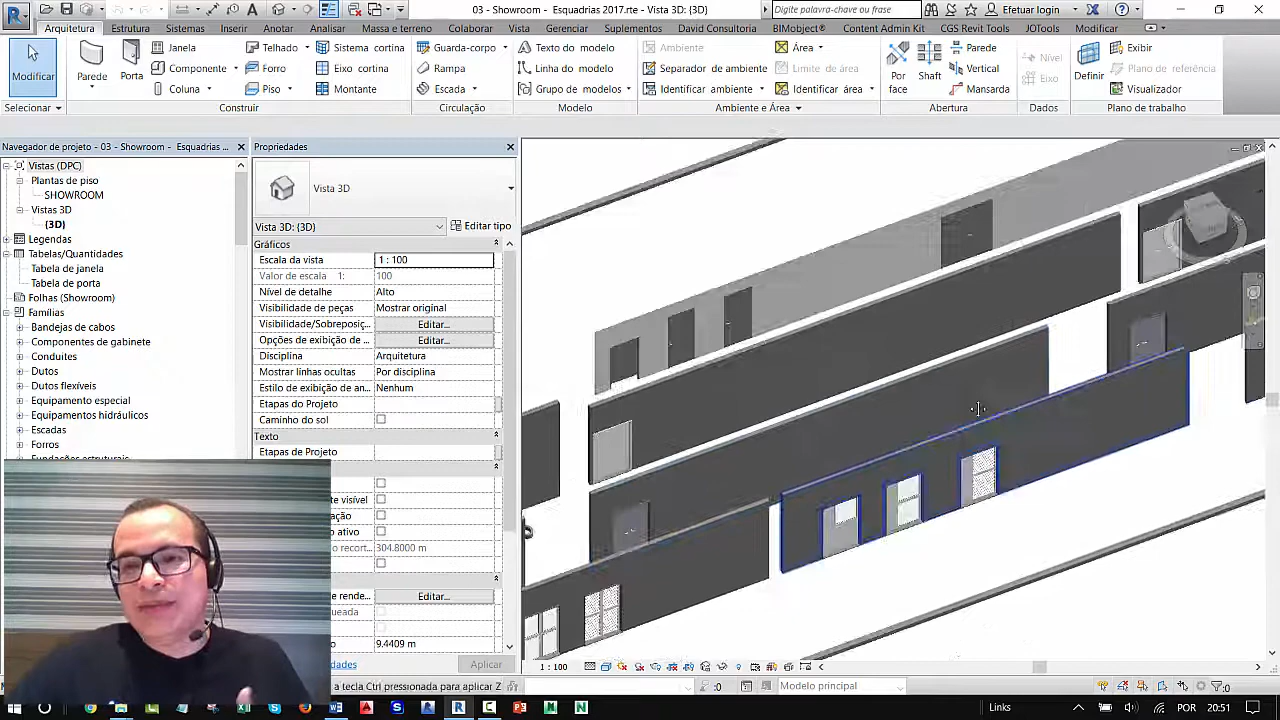 03 - Showroom - Esquadrias 2017.rte - Vista 3D: {3D}
Digite palavra-chave ou frase
Efetuar login
Arquitetura Estrutura Sistemas Inserir Anotar Analisar Massa e terreno Colaborar Vista Gerenciar Suplementos David Consultoria BIMobject® Content Admin Kit CGS Revit Tools JOTools Modificar
Modificar
Selecionar
Parede
Porta
Janela
Componente
Coluna
Telhado
Forro
Piso
Sistema cortina
Eixo cortina
Montante
Construir
Guarda-corpo
Rampa
Escada
Circulação
Texto do modelo
Linha do modelo
Grupo de modelos
Modelo
Ambiente
Separador de ambiente
Identificar ambiente
Área
Limite de área
Identificar área
Ambiente e Área
Por face
Shaft
Parede
Vertical
Mansarda
Abertura
Nível
Eixo
Dados
Definir
Exibir
Plano de referência
Visualizador
Plano de trabalho
Navegador de projeto - 03 - Showroom - Esquadrias ...
Vistas (DPC)
Plantas de piso
SHOWROOM
Vistas 3D
{3D}
Legendas
Tabelas/Quantidades
Tabela de janela
Tabela de porta
Folhas (Showroom)
Famílias
Bandejas de cabos
Componentes de gabinete
Conduites
Dutos
Dutos flexíveis
Equipamento especial
Equipamentos hidráulicos
Escadas
Forros
Propriedades
Vista 3D
Vista 3D: {3D}
Editar tipo
Gráficos
Escala da vista 1 : 100
Valor de escala 1: 100
Nível de detalhe Alto
Visibilidade de peças Mostrar original
Visibilidade/Sobreposiç... Editar...
Opções de exibição de ... Editar...
Disciplina Arquitetura
Mostrar linhas ocultas Por disciplina
Estilo de exibição de an... Nenhum
Etapas do Projeto
Caminho do sol
Texto
Etapas de Projeto
304.8000 m
Editar...
9.4409 m
Aplicar
1 : 100
a tecla Ctrl pressionada para aplicar Z
:0
Modelo principal
:0
Links
POR 20:51